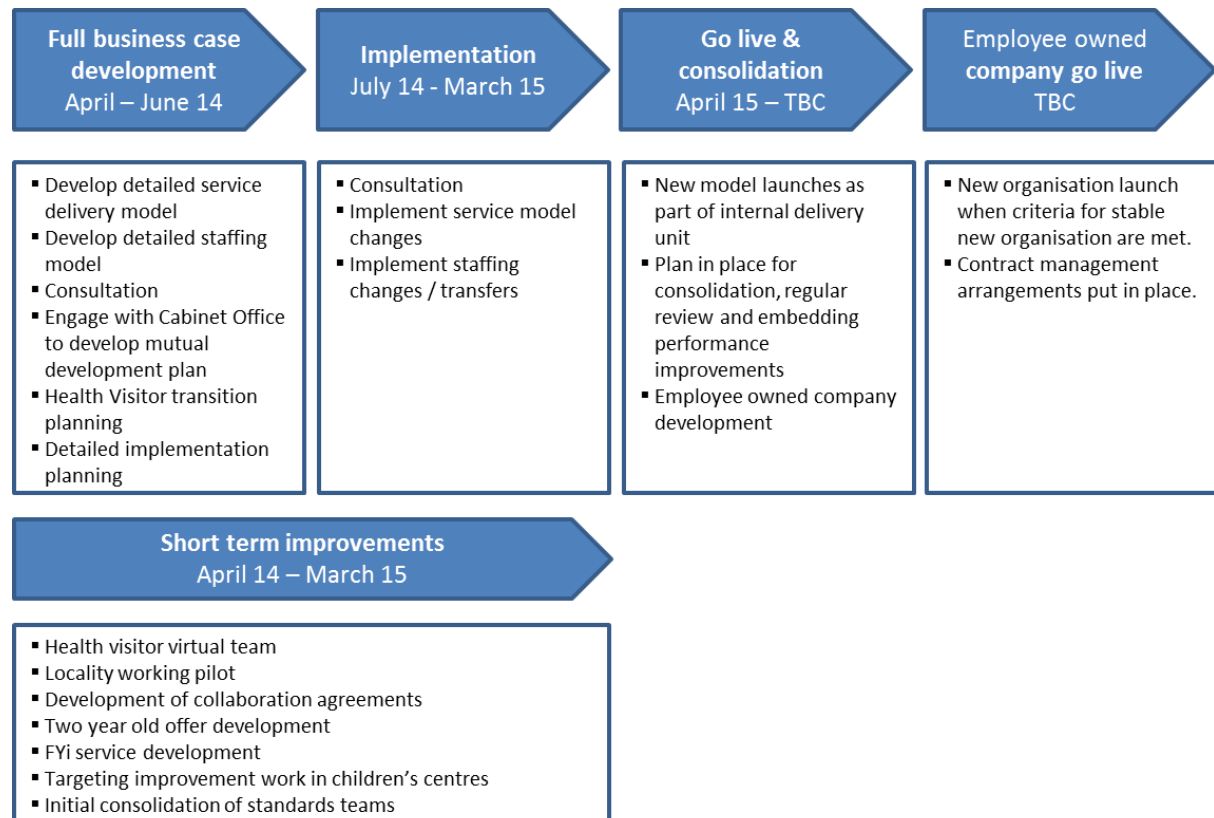 Full business case
development
April – June 14
Implementation
July 14 - March 15
Go live &
consolidation
April 15 – TBC
Employee owned
company go live
TBC
▪ Develop detailed service
delivery model
▪ Develop detailed staffing
model
▪ Consultation
▪ Engage with Cabinet Office
to develop mutual
development plan
▪ Health Visitor transition
planning
▪ Detailed implementation
planning
▪ Consultation
▪ Implement service model
changes
▪ Implement staffing
changes / transfers
▪ New model launches as
part of internal delivery
unit
▪ Plan in place for
consolidation, regular
review and embedding
performance
improvements
▪ Employee owned company
development
▪ New organisation launch
when criteria for stable
new organisation are met.
▪ Contract management
arrangements put in place.
Short term improvements
April 14 – March 15
▪ Health visitor virtual team
▪ Locality working pilot
▪ Development of collaboration agreements
▪ Two year old offer development
▪ FYi service development
▪ Targeting improvement work in children’s centres
▪ Initial consolidation of standards teams